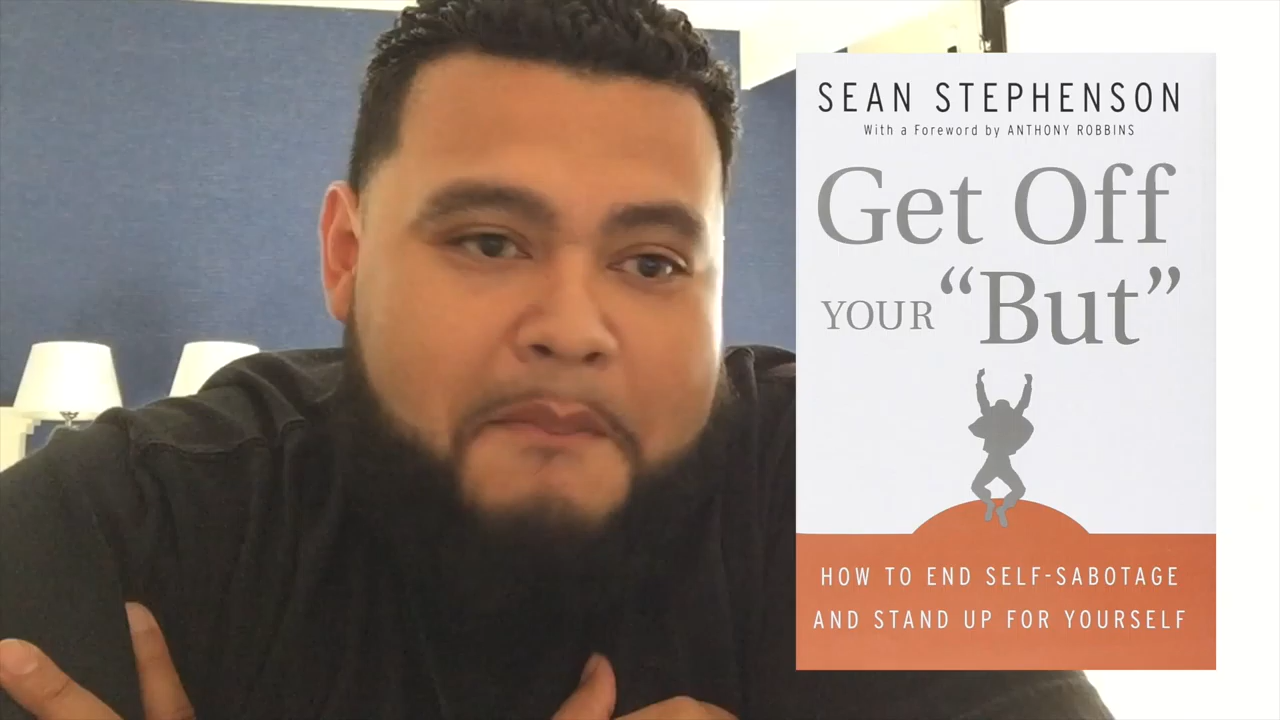 SEAN STEPHENSON
With a Foreword by ANTHONY ROBBINS
Get Off
YOUR “But”
HOW TO END SELF-SABOTAGE
AND STAND UP FOR YOURSELF